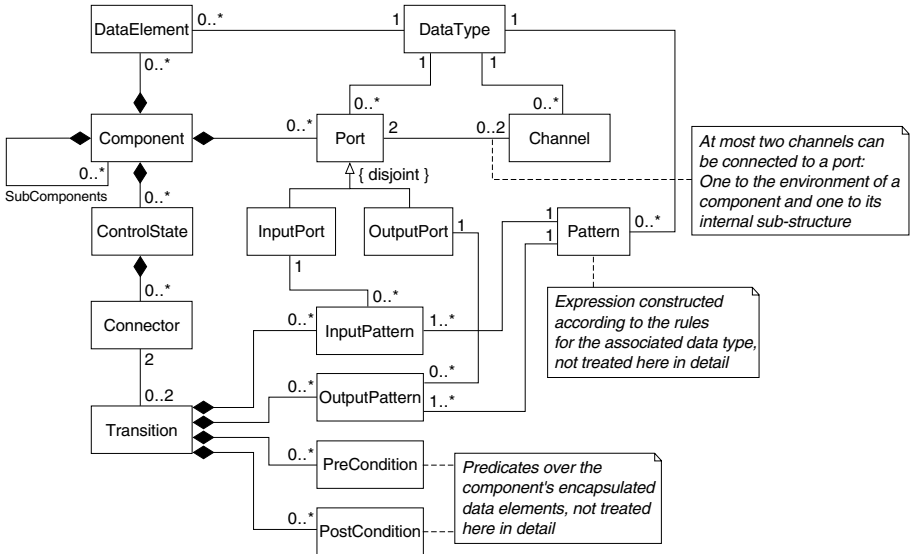 DataElement 0..* 1 DataType 1
0..* 1 1
0..* 0..*
Component 0..* Port 2 0..2 Channel
At most two channels can
be connected to a port:
One to the environment of a
component and one to its
internal sub-structure
0..*
SubComponents
{ disjoint }
0..*
ControlState InputPort OutputPort 1 1 Pattern 0..*
1
1
0..* 0..*
Expression constructed
according to the rules
for the associated data type,
not treated here in detail
Connector 0..* InputPattern 1..*
2
0..2 0..*
Transition 0..* OutputPattern 1..*
0..* PreCondition
Predicates over the
component's encapsulated
data elements, not treated
here in detail
0..* PostCondition